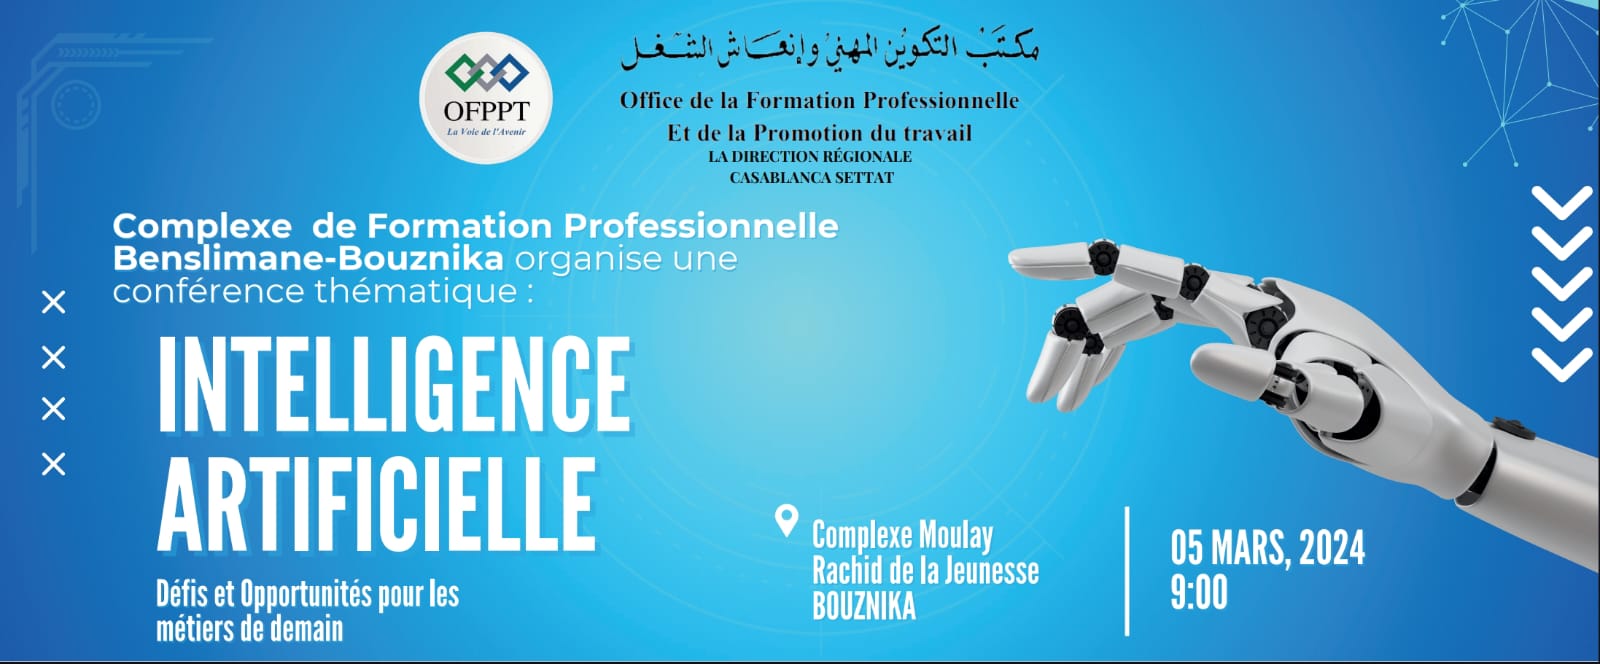 OFPPT
La Voie de l'Avenir
مكتب التكوين المهني وإنعاش الشغل
Office de la Formation Professionnelle
Et de la Promotion du travail
LA DIRECTION RÉGIONALE
CASABLANCA SETTAT
Complexe de Formation Professionnelle
Benslimane-Bouznika organise une
conférence thématique :
INTELLIGENCE
ARTIFICIELLE
Défis et Opportunités pour les
métiers de demain
Complexe Moulay
Rachid de la Jeunesse
BOUZNIKA
05 MARS, 2024
9:00